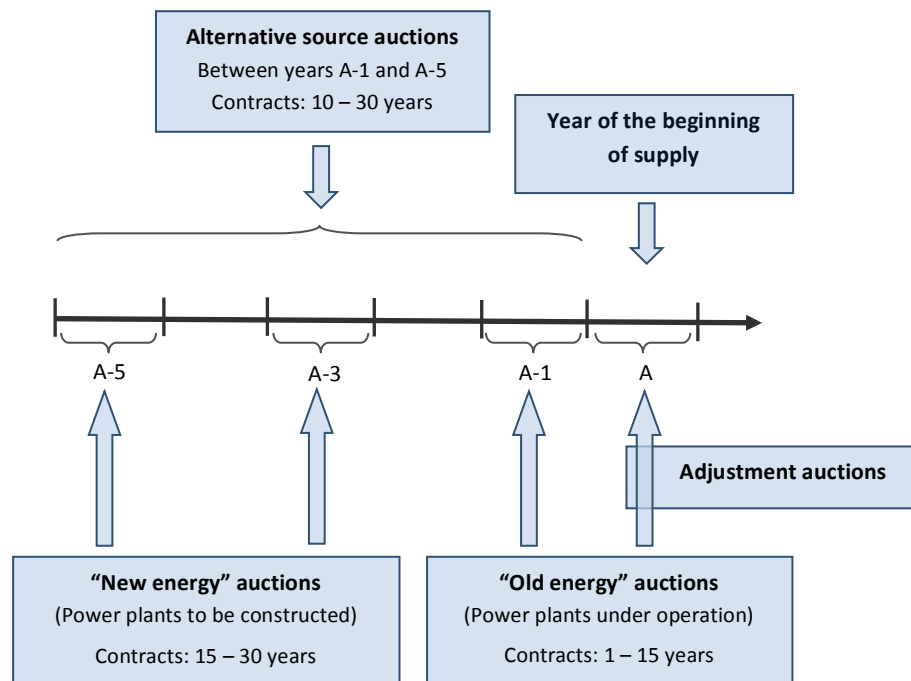 Alternative source auctions
Between years A-1 and A-5
Contracts: 10 – 30 years
Year of the beginning
of supply
A-5
A-3
A-1
A
Adjustment auctions
“New energy” auctions
(Power plants to be constructed)
Contracts: 15 – 30 years
“Old energy” auctions
(Power plants under operation)
Contracts: 1 – 15 years